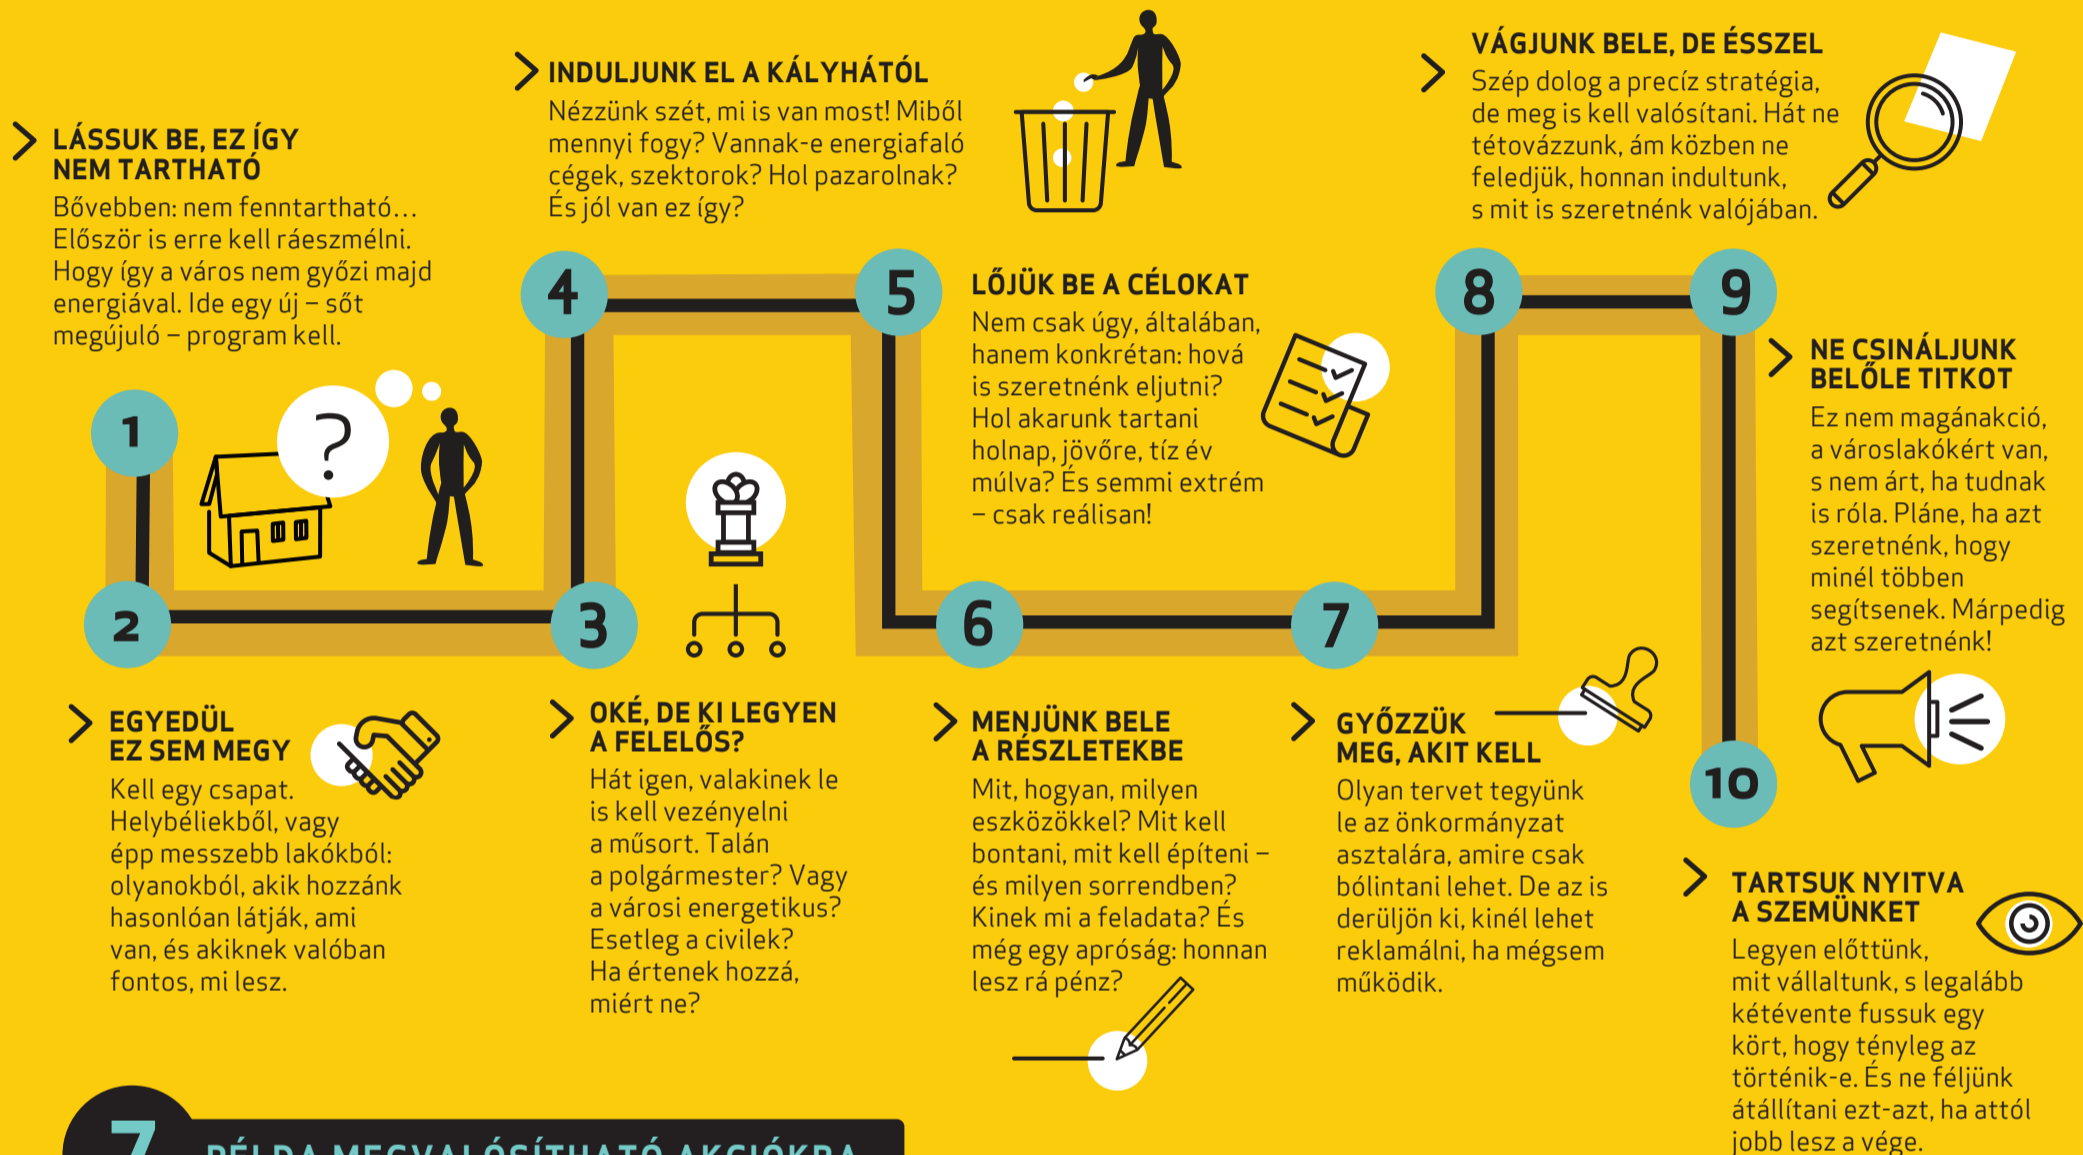 LÁSSUK BE, EZ ÍGY
NEM TARTHATÓ
Bővebben: nem fenntartható...
Először is erre kell ráeszmélni.
Hogy így a város nem győzi majd
energiával. Ide egy új – sőt
megújuló – program kell.
1
?
2
EGYEDÜL
EZ SEM MEGY
Kell egy csapat.
Helybéliekből, vagy
épp messzebb lakókból:
olyanokból, akik hozzánk
hasonlóan látják, ami
van, és akiknek valóban
fontos, mi lesz.
3
OKÉ, DE KI LEGYEN
A FELELŐS?
Hát igen, valakinek le
is kell vezényelni
a műsort. Talán
a polgármester? Vagy
a városi energetikus?
Esetleg a civilek?
Ha értenek hozzá,
miért ne?
INDULJUNK EL A KÁLYHÁTÓL
Nézzünk szét, mi is van most! Miből
mennyi fogy? Vannak-e energiafaló
cégek, szektorok? Hol pazarolnak?
És jól van ez így?
4
5
LŐJÜK BE A CÉLOKAT
Nem csak úgy, általában,
hanem konkrétan: hová
is szeretnénk eljutni?
Hol akarunk tartani
holnap, jövőre, tíz év
múlva? És semmi extrém
– csak reálisan!
6
MENJÜNK BELE
A RÉSZLETEKBE
Mit, hogyan, milyen
eszközökkel? Mit kell
bontani, mit kell építeni –
és milyen sorrendben?
Kinek mi a feladata? És
még egy apróság: honnan
lesz rá pénz?
7
GYŐZZÜK
MEG, AKIT KELL
Olyan tervet tegyünk
le az önkormányzat
asztalára, amire csak
bólintani lehet. De az is
derüljön ki, kinél lehet
reklamálni, ha mégsem
működik.
VÁGJUNK BELE, DE ÉSSZEL
Szép dolog a precíz stratégia,
de meg is kell valósítani. Hát ne
tétovázzunk, ám közben ne
feledjük, honnan indultunk,
s mit is szeretnénk valójában.
8
9
NE CSINÁLJUNK
BELŐLE TITKOT
Ez nem magánakció,
a városlakókért van,
s nem árt, ha tudnak
is róla. Pláne, ha azt
szeretnénk, hogy
minél többen
segítsenek. Márpedig
azt szeretnénk!
10
TARTSUK NYITVA
A SZEMÜNKET
Legyen előttünk,
mit vállaltunk, s legalább
kétévente fussuk egy
kört, hogy tényleg az
történik-e. És ne féljünk
átállítani ezt-azt, ha attól
jobb lesz a vége.
7 PÉLDA MEGVALÓSÍTHATÓ AKCIÓKRA